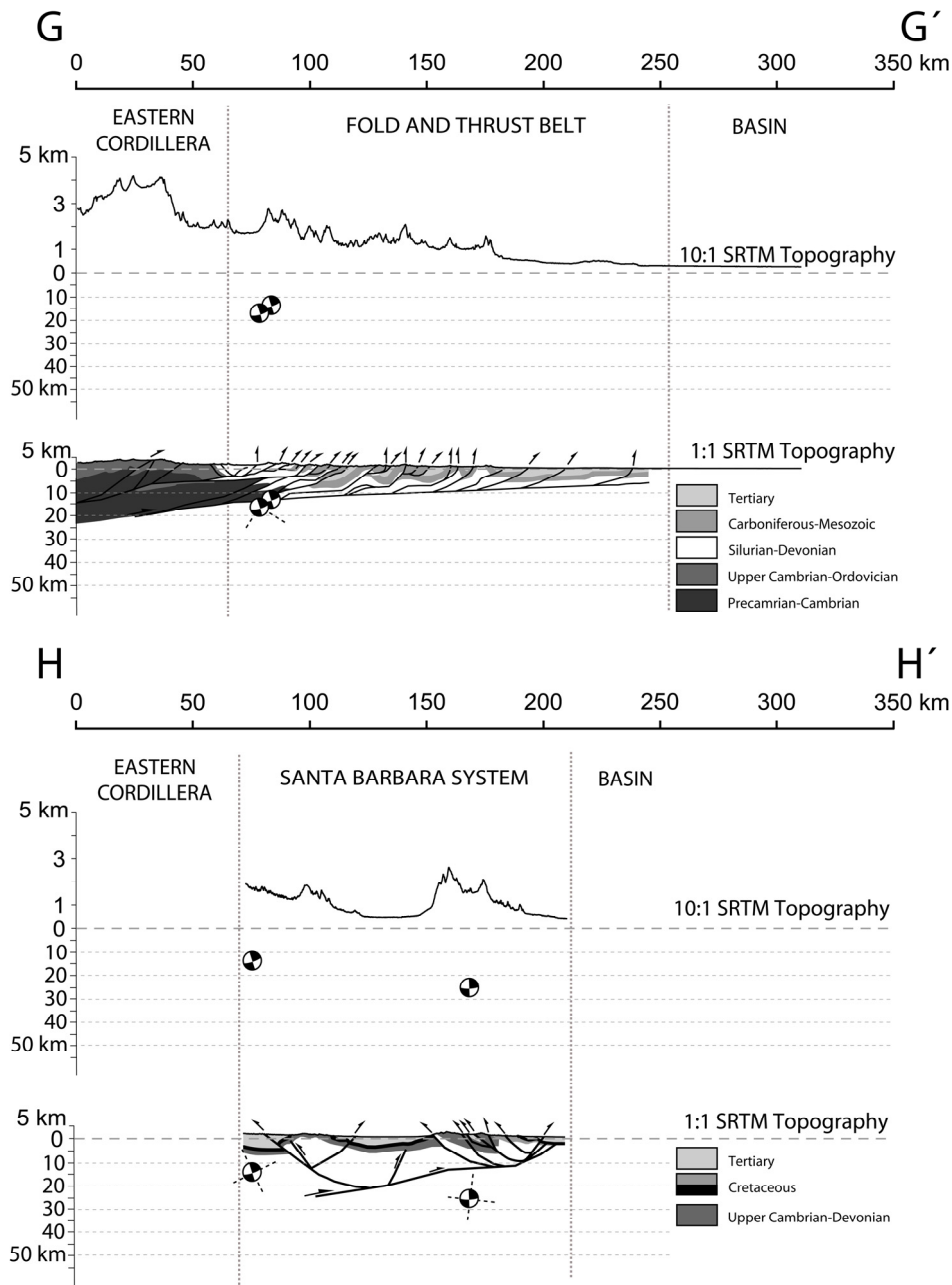 G G´
0 50 100 150 200 250 300 350 km
EASTERN
CORDILLERA
FOLD AND THRUST BELT
BASIN
5 km
3
1
0
10
20
30
40
50 km
10:1 SRTM Topography
5 km
0
10
20
30
40
50 km
1:1 SRTM Topography
Tertiary
Carboniferous-Mesozoic
Silurian-Devonian
Upper Cambrian-Ordovician
Precamrian-Cambrian
H H´
0 50 100 150 200 250 300 350 km
EASTERN
CORDILLERA
SANTA BARBARA SYSTEM
BASIN
5 km
3
1
0
10
20
30
40
50 km
10:1 SRTM Topography
5 km
0
10
20
30
40
50 km
1:1 SRTM Topography
Tertiary
Cretaceous
Upper Cambrian-Devonian